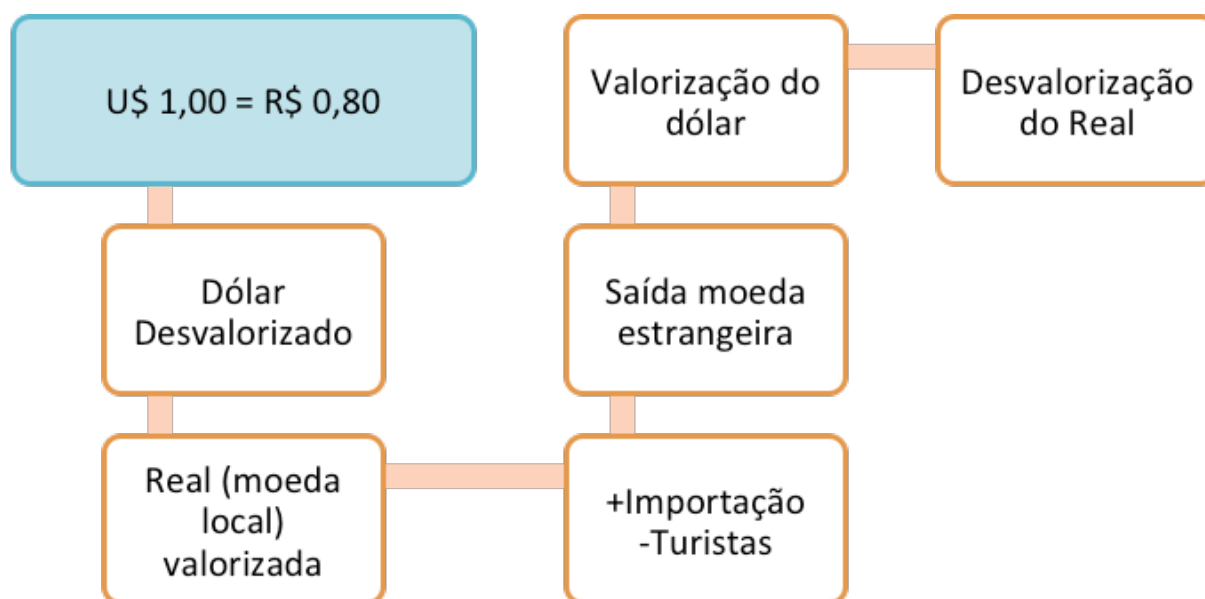 U$ 1,00 = R$ 0,80
Dólar
Desvalorizado
Real (moeda
local)
valorizada
+Importação
-Turistas
Saída moeda
estrangeira
Valorização do
dólar
Desvalorização
do Real